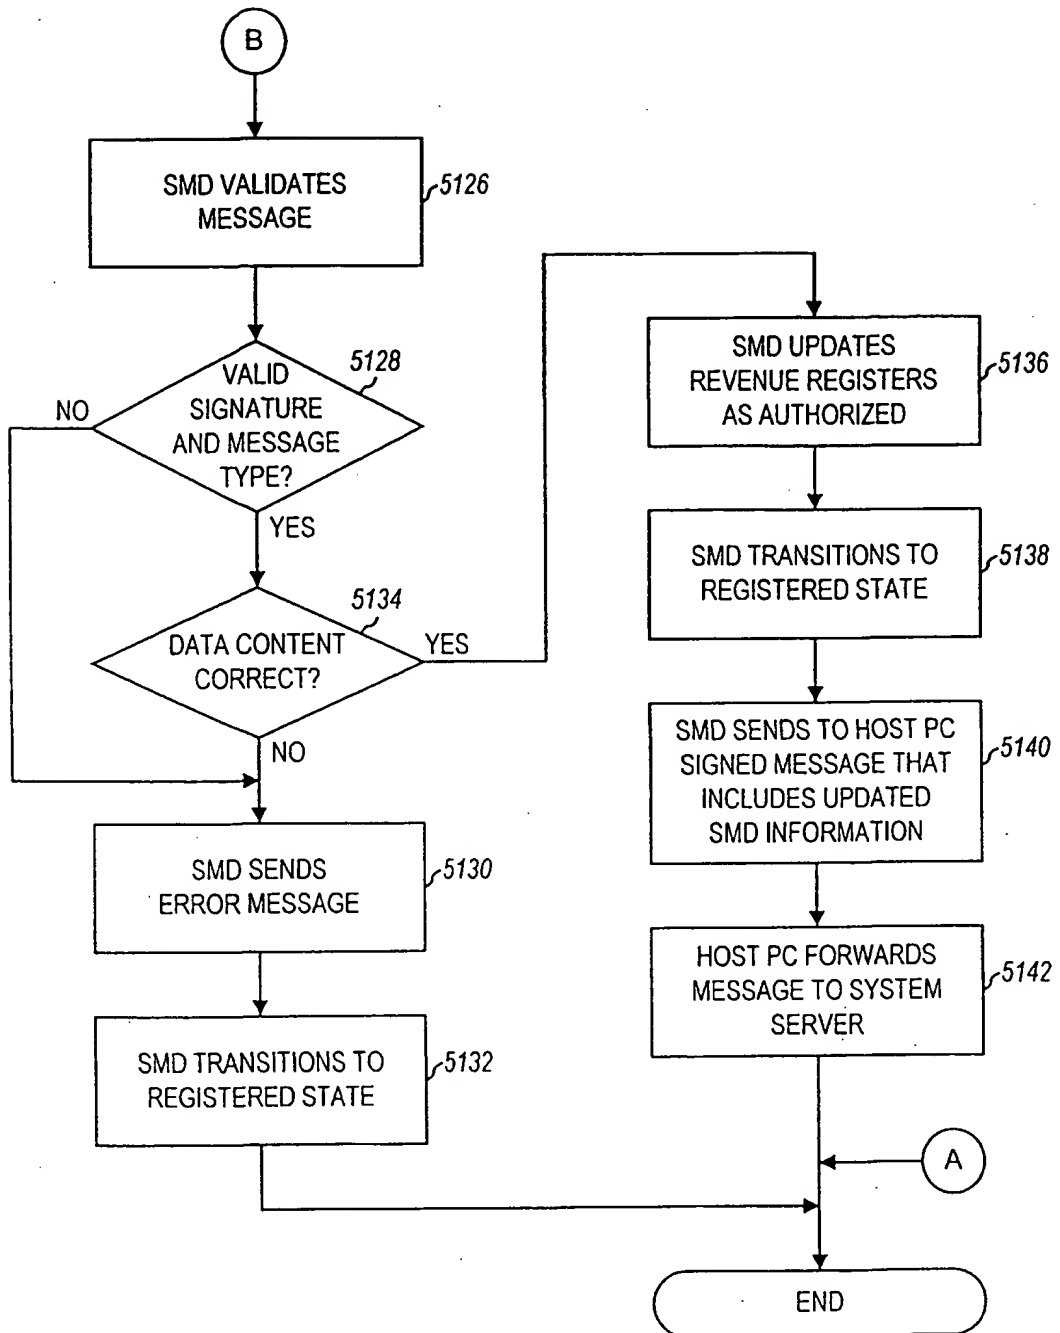 B
SMD VALIDATES
MESSAGE
5126
VALID
SIGNATURE
AND MESSAGE
TYPE?
5128
NO
YES
DATA CONTENT
CORRECT?
5134
YES
NO
SMD SENDS
ERROR MESSAGE
5130
SMD TRANSITIONS TO
REGISTERED STATE
5132
SMD UPDATES
REVENUE REGISTERS
AS AUTHORIZED
5136
SMD TRANSITIONS TO
REGISTERED STATE
5138
SMD SENDS TO HOST PC
SIGNED MESSAGE THAT
INCLUDES UPDATED
SMD INFORMATION
5140
HOST PC FORWARDS
MESSAGE TO SYSTEM
SERVER
5142
A
END